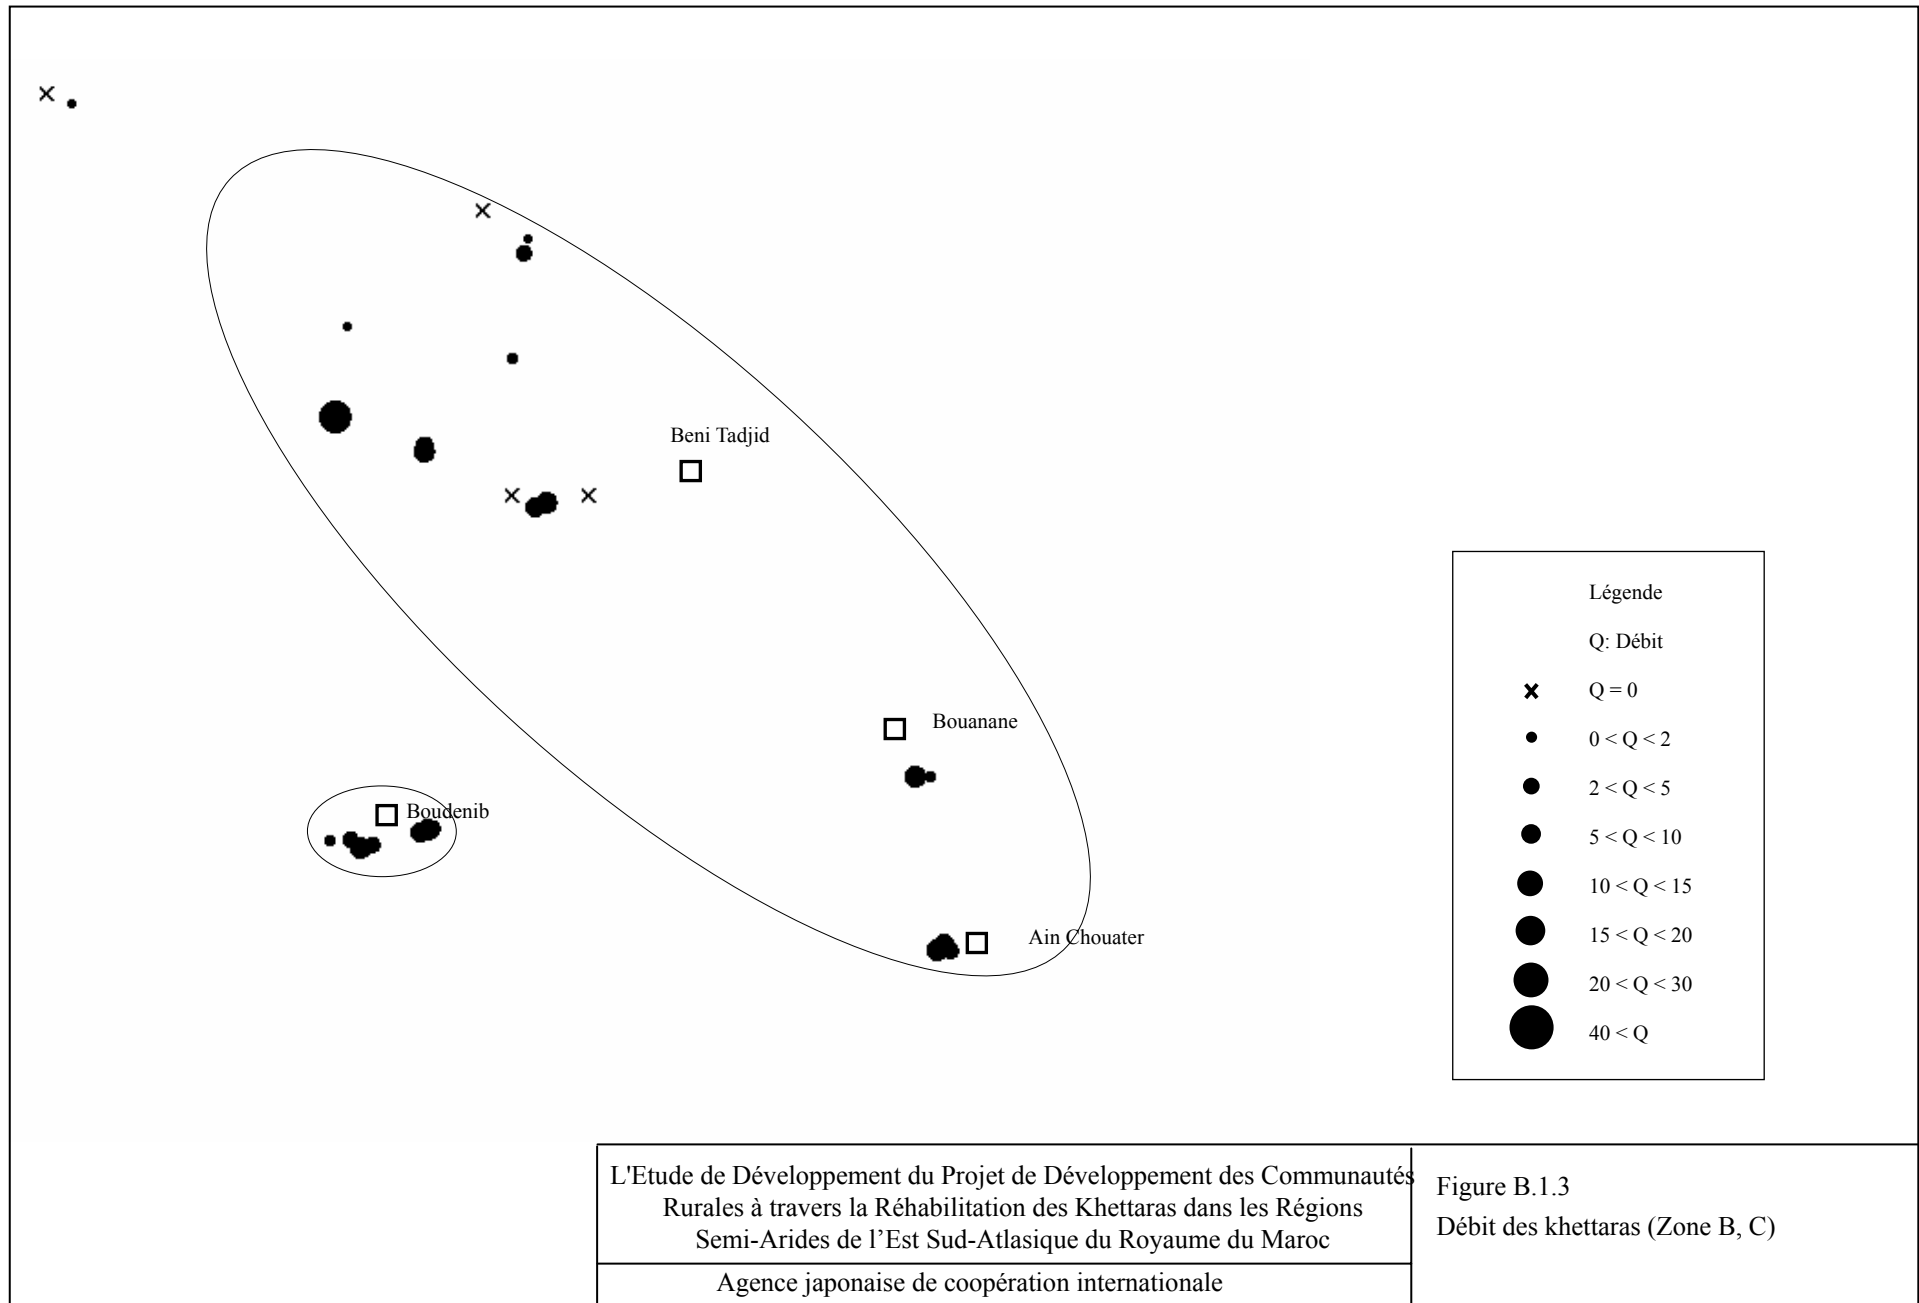 Beni Tadjid
Bouanane
Boudenib
Ain Chouater
Légende
Q: Débit
Q = 0
0 < Q < 2
2 < Q < 5
5 < Q < 10
10 < Q < 15
15 < Q < 20
20 < Q < 30
40 < Q
L'Etude de Développement du Projet de Développement des Communautés
Rurales à travers la Réhabilitation des Khettaras dans les Régions
Semi-Arides de l’Est Sud-Atlasique du Royaume du Maroc
Agence japonaise de coopération internationale
Figure B.1.3
Débit des khettaras (Zone B, C)